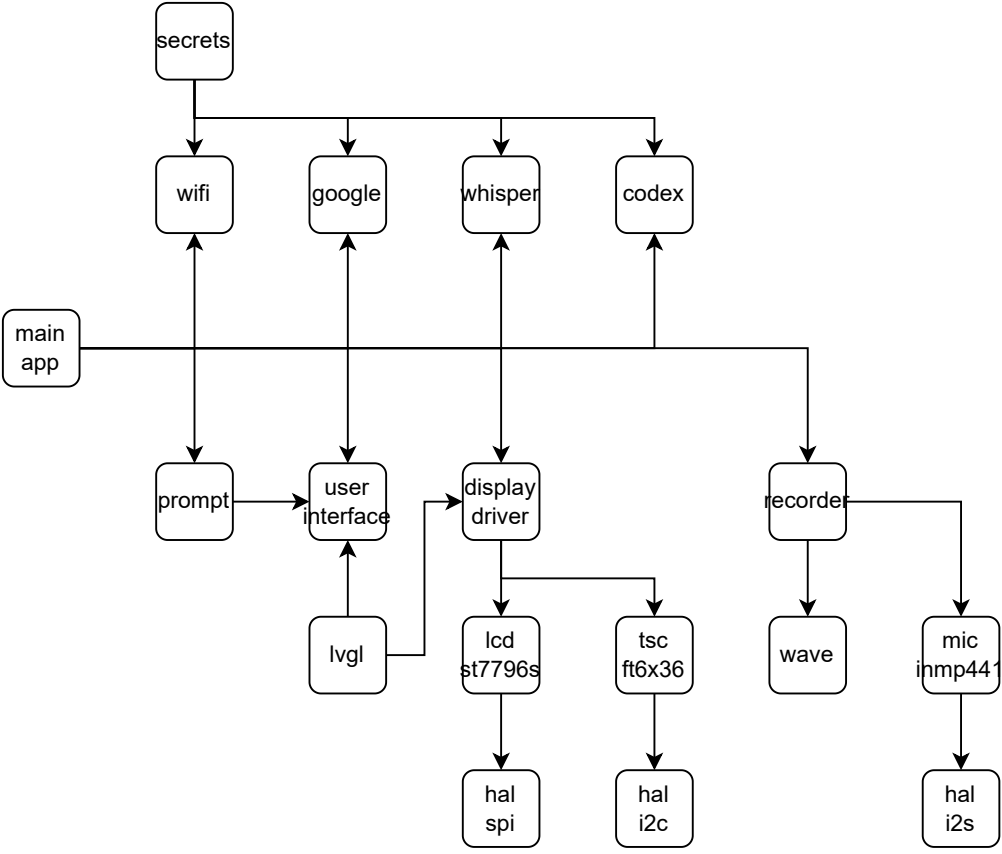 secrets
wifi
google
whisper
codex
main
app
prompt
user
interface
display
driver
recorder
lvgl
lcd
st7796s
tsc
ft6x36
wave
mic
inmp441
hal
spi
hal
i2c
hal
i2s